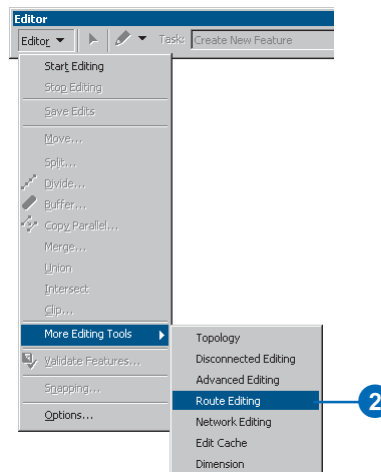 Editor
Editor Task: Create New Feature
Start Editing
Stop Editing
Save Edits
Move...
Split...
Divide...
Buffer...
Copy Parallel...
Merge...
Union
Intersect
Clip...
More Editing Tools
Validate Features...
Snapping...
Options...
Topology
Disconnected Editing
Advanced Editing
Route Editing
2
Network Editing
Edit Cache
Dimension